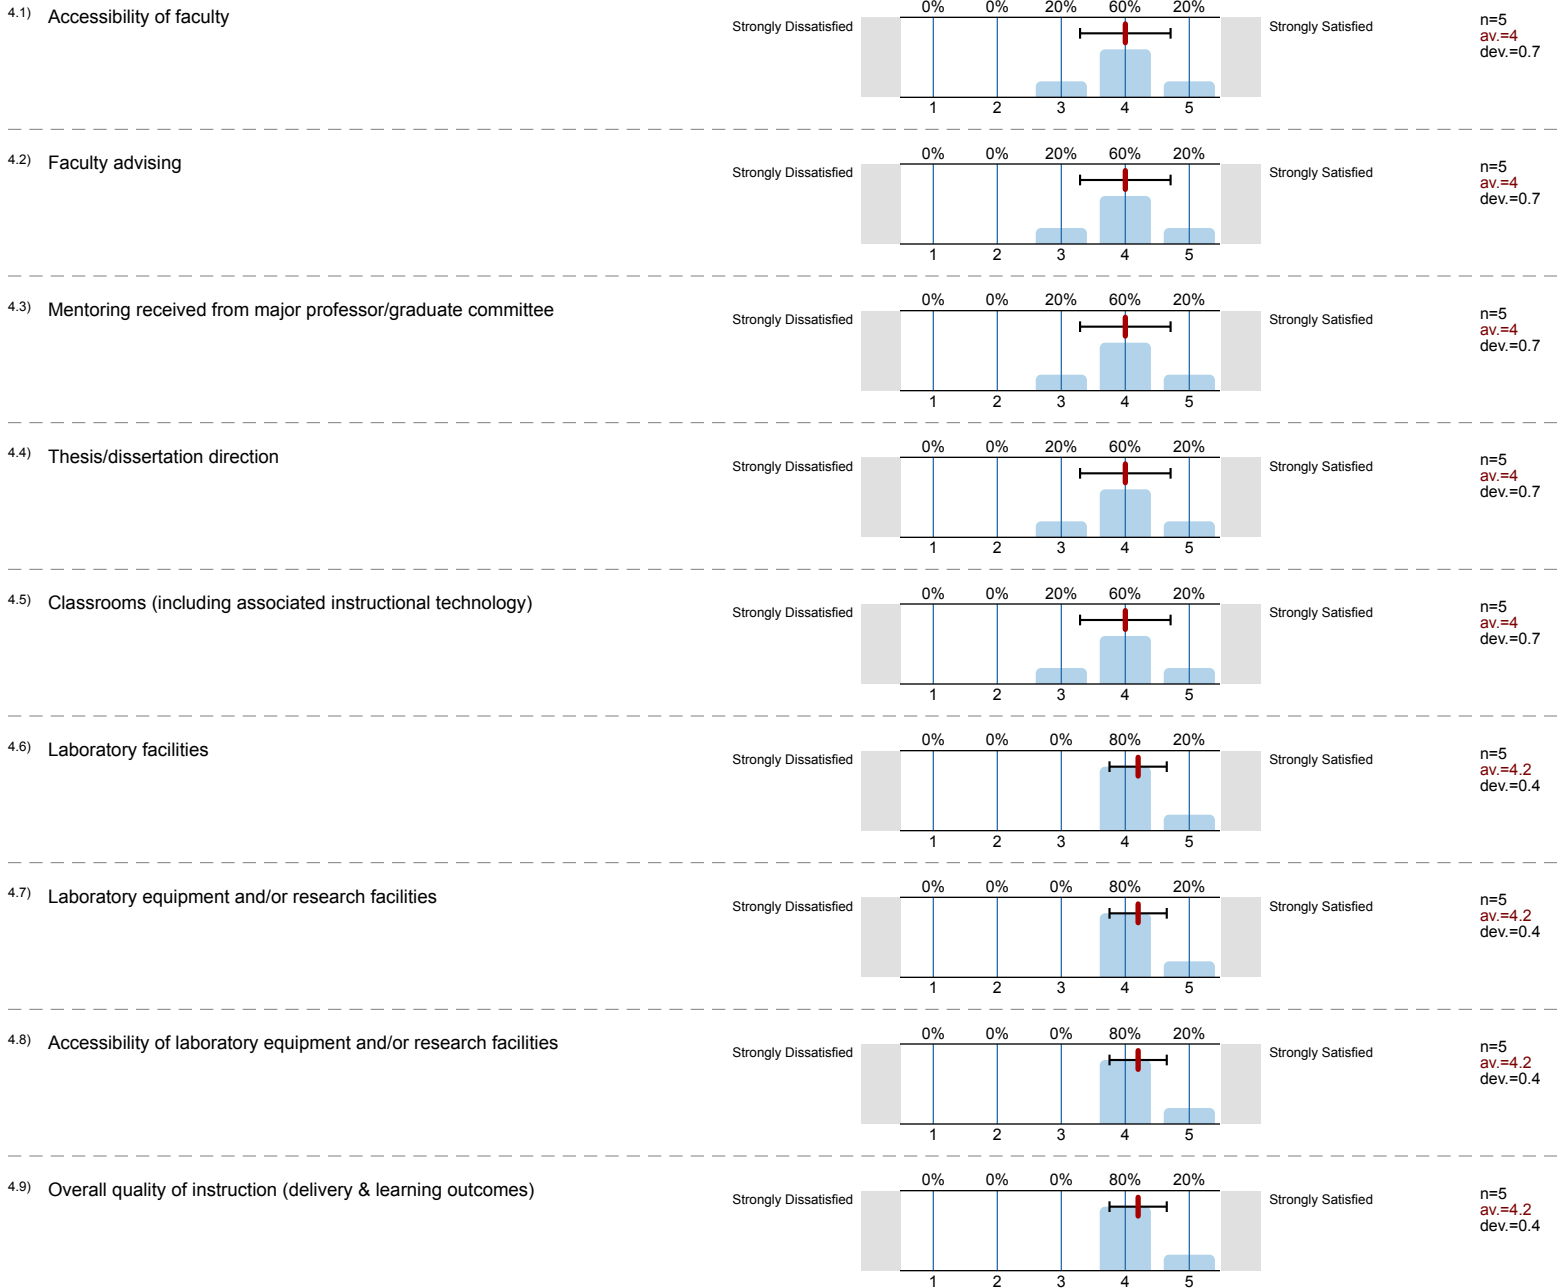 4.1) Accessibility of faculty
0% 0% 20% 60% 20%
Strongly Dissatisfied Strongly Satisfied
n=5
av.=4
dev.=0.7
1 2 3 4 5
4.2) Faculty advising
0% 0% 20% 60% 20%
Strongly Dissatisfied Strongly Satisfied
n=5
av.=4
dev.=0.7
1 2 3 4 5
4.3) Mentoring received from major professor/graduate committee
0% 0% 20% 60% 20%
Strongly Dissatisfied Strongly Satisfied
n=5
av.=4
dev.=0.7
1 2 3 4 5
4.4) Thesis/dissertation direction
0% 0% 20% 60% 20%
Strongly Dissatisfied Strongly Satisfied
n=5
av.=4
dev.=0.7
1 2 3 4 5
4.5) Classrooms (including associated instructional technology)
0% 0% 20% 60% 20%
Strongly Dissatisfied Strongly Satisfied
n=5
av.=4
dev.=0.7
1 2 3 4 5
4.6) Laboratory facilities
0% 0% 0% 80% 20%
Strongly Dissatisfied Strongly Satisfied
n=5
av.=4.2
dev.=0.4
1 2 3 4 5
4.7) Laboratory equipment and/or research facilities
0% 0% 0% 80% 20%
Strongly Dissatisfied Strongly Satisfied
n=5
av.=4.2
dev.=0.4
1 2 3 4 5
4.8) Accessibility of laboratory equipment and/or research facilities
0% 0% 0% 80% 20%
Strongly Dissatisfied Strongly Satisfied
n=5
av.=4.2
dev.=0.4
1 2 3 4 5
4.9) Overall quality of instruction (delivery & learning outcomes)
0% 0% 0% 80% 20%
Strongly Dissatisfied Strongly Satisfied
n=5
av.=4.2
dev.=0.4
1 2 3 4 5